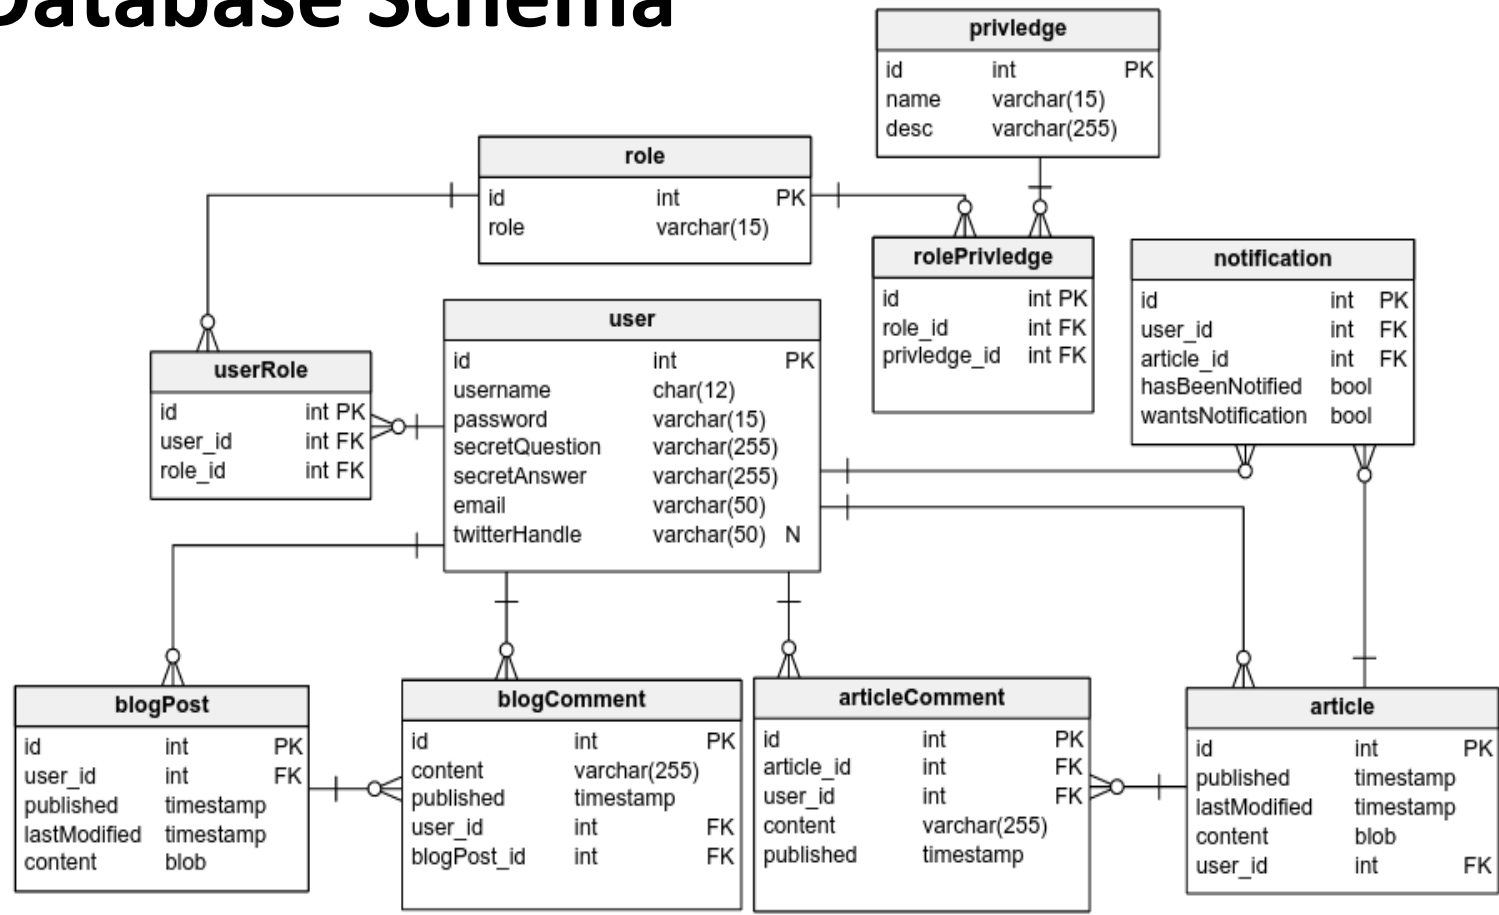 Database Schema
privledge
id int PK
name varchar(15)
desc varchar(255)
role
id int PK
role varchar(15)
rolePrivledge
id int PK
role_id int FK
privledge_id int FK
notification
id int PK
user_id int FK
article_id int FK
hasBeenNotified bool
wantsNotification bool
user
id int PK
username char(12)
password varchar(15)
secretQuestion varchar(255)
secretAnswer varchar(255)
email varchar(50)
twitterHandle varchar(50) N
userRole
id int PK
user_id int FK
role_id int FK
blogPost
id int PK
user_id int FK
published timestamp
lastModified timestamp
content blob
blogComment
id int PK
content varchar(255)
published timestamp
user_id int FK
blogPost_id int FK
articleComment
id int PK
article_id int FK
user_id int FK
content varchar(255)
published timestamp
article
id int PK
published timestamp
lastModified timestamp
content blob
user_id int FK